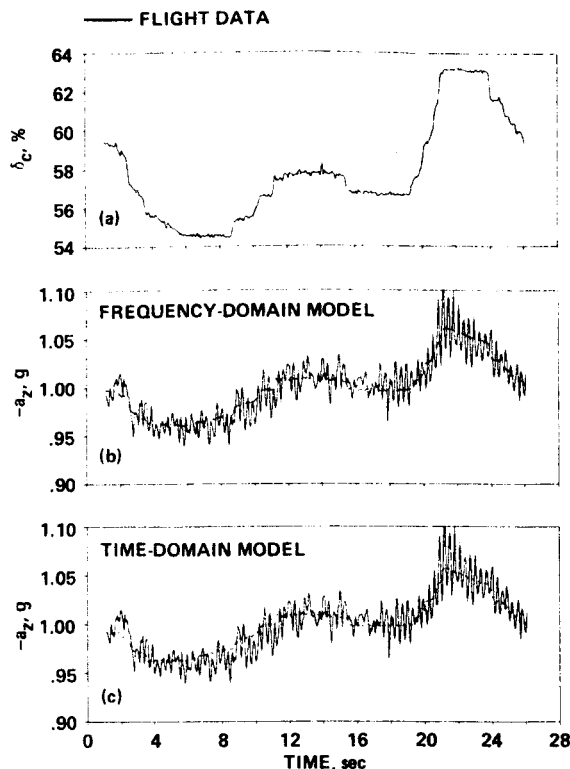 FLIGHT DATA
64
62
60
58
56
54
δc, %
(a)
1.10
1.05
1.00
.95
.90
-az, g
FREQUENCY-DOMAIN MODEL
(b)
1.10
1.05
1.00
.95
.90
-az, g
TIME-DOMAIN MODEL
(c)
0 4 8 12 16 20 24 28
TIME, sec